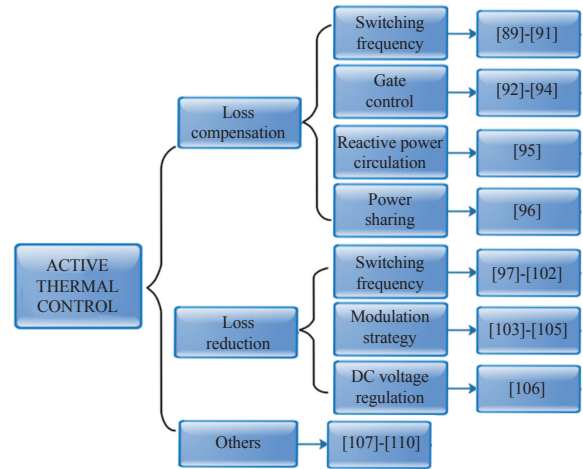 Switching
frequency
[89]-[91]
Gate
control
[92]-[94]
Loss
compensation
Reactive power
circulation
[95]
Power
sharing
[96]
ACTIVE
THERMAL
CONTROL
Switching
frequency
[97]-[102]
Loss
reduction
Modulation
strategy
[103]-[105]
DC voltage
regulation
[106]
Others
[107]-[110]